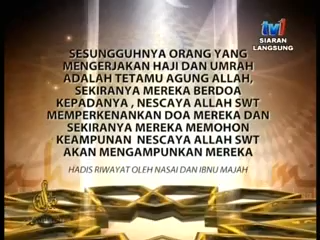 tv1
SIARAN
LANGSUNG
SESUNGGUHNYA ORANG YANG
MENGERJAKAN HAJI DAN UMRAH
ADALAH TETAMU AGUNG ALLAH,
SEKIRANYA MEREKA BERDOA
KEPADANYA , NESCAYA ALLAH SWT
MEMPERKENANKAN DOA MEREKA DAN
SEKIRANYA MEREKA MEMOHON
KEAMPUNAN NESCAYA ALLAH SWT
AKAN MENGAMPUNKAN MEREKA
HADIS RIWAYAT OLEH NASAI DAN IBNU MAJAH